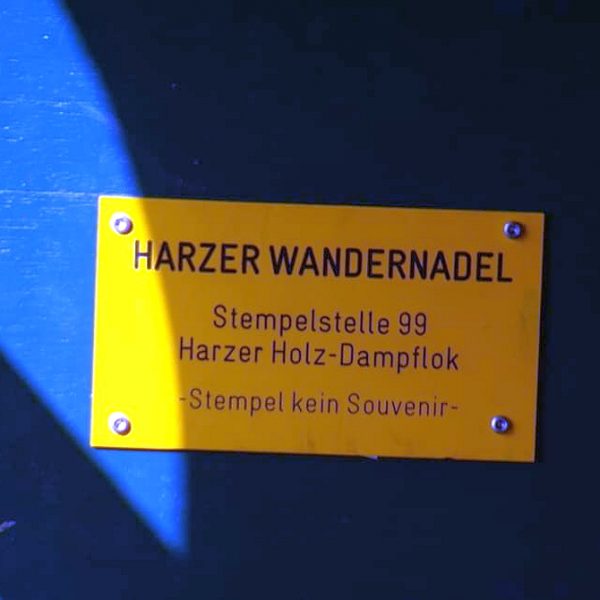 HARZER WANDERNADEL
Stempelstelle 99
Harzer Holz-Dampflok
-Stempel kein Souvenir-